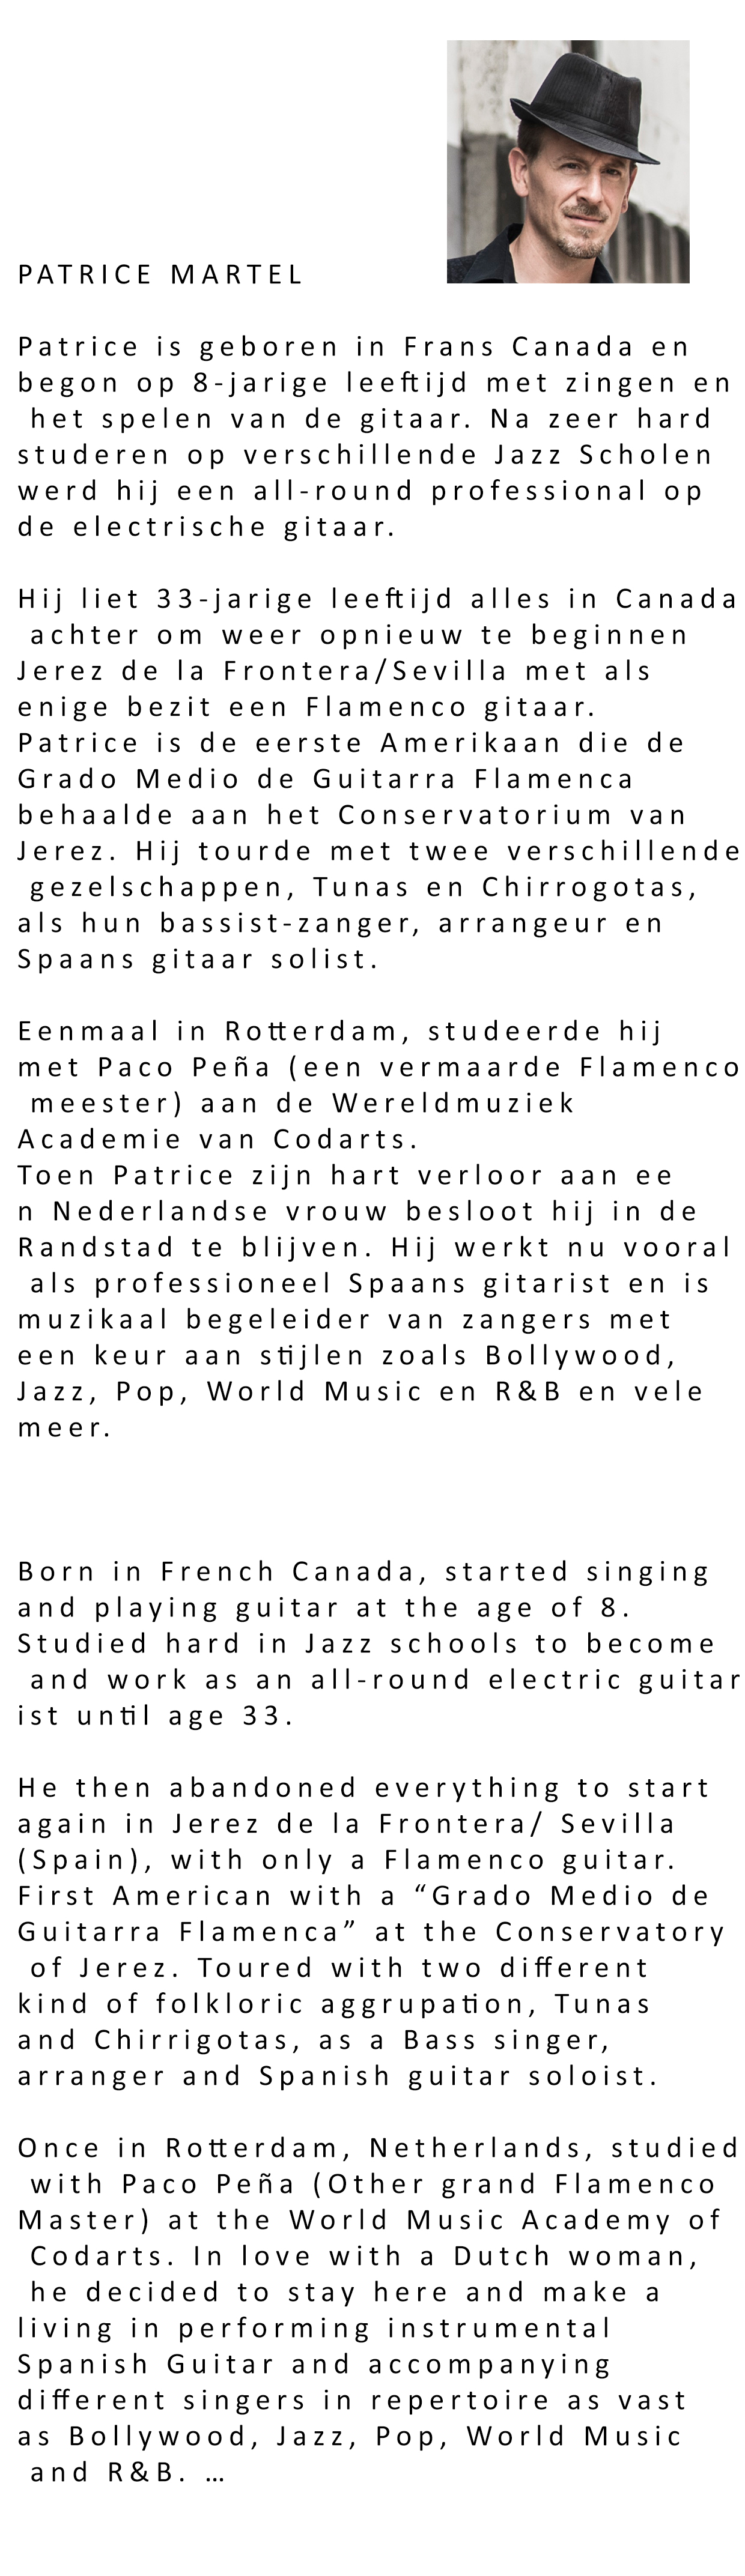 PATRICE MARTEL
Patrice is geboren in Frans Canada en
begon op 8-jarige leeftijd met zingen en
het spelen van de gitaar. Na zeer hard
studeren op verschillende Jazz Scholen
werd hij een all-round professional op
de electrische gitaar.
Hij liet 33-jarige leeftijd alles in Canada
achter om weer opnieuw te beginnen
Jerez de la Frontera/Sevilla met als
enige bezit een Flamenco gitaar.
Patrice is de eerste Amerikaan die de
Grado Medio de Guitarra Flamenca
behaalde aan het Conservatorium van
Jerez. Hij tourde met twee verschillende
gezelschappen, Tunas en Chirrogotas,
als hun bassist-zanger, arrangeur en
Spaans gitaar solist.
Eenmaal in Rotterdam, studeerde hij
met Paco Peña (een vermaarde Flamenco
meester) aan de Wereldmuziek
Academie van Codarts.
Toen Patrice zijn hart verloor aan ee
n Nederlandse vrouw besloot hij in de
Randstad te blijven. Hij werkt nu vooral
als professioneel Spaans gitarist en is
muzikaal begeleider van zangers met
een keur aan stijlen zoals Bollywood,
Jazz, Pop, World Music en R&B en vele
meer.
Born in French Canada, started singing
and playing guitar at the age of 8.
Studied hard in Jazz schools to become
and work as an all-round electric guitar
ist until age 33.
He then abandoned everything to start
again in Jerez de la Frontera/ Sevilla
(Spain), with only a Flamenco guitar.
First American with a “Grado Medio de
Guitarra Flamenca” at the Conservatory
of Jerez. Toured with two different
kind of folkloric aggrupation, Tunas
and Chirrigotas, as a Bass singer,
arranger and Spanish guitar soloist.
Once in Rotterdam, Netherlands, studied
with Paco Peña (Other grand Flamenco
Master) at the World Music Academy of
Codarts. In love with a Dutch woman,
he decided to stay here and make a
living in performing instrumental
Spanish Guitar and accompanying
different singers in repertoire as vast
as Bollywood, Jazz, Pop, World Music
and R&B. …